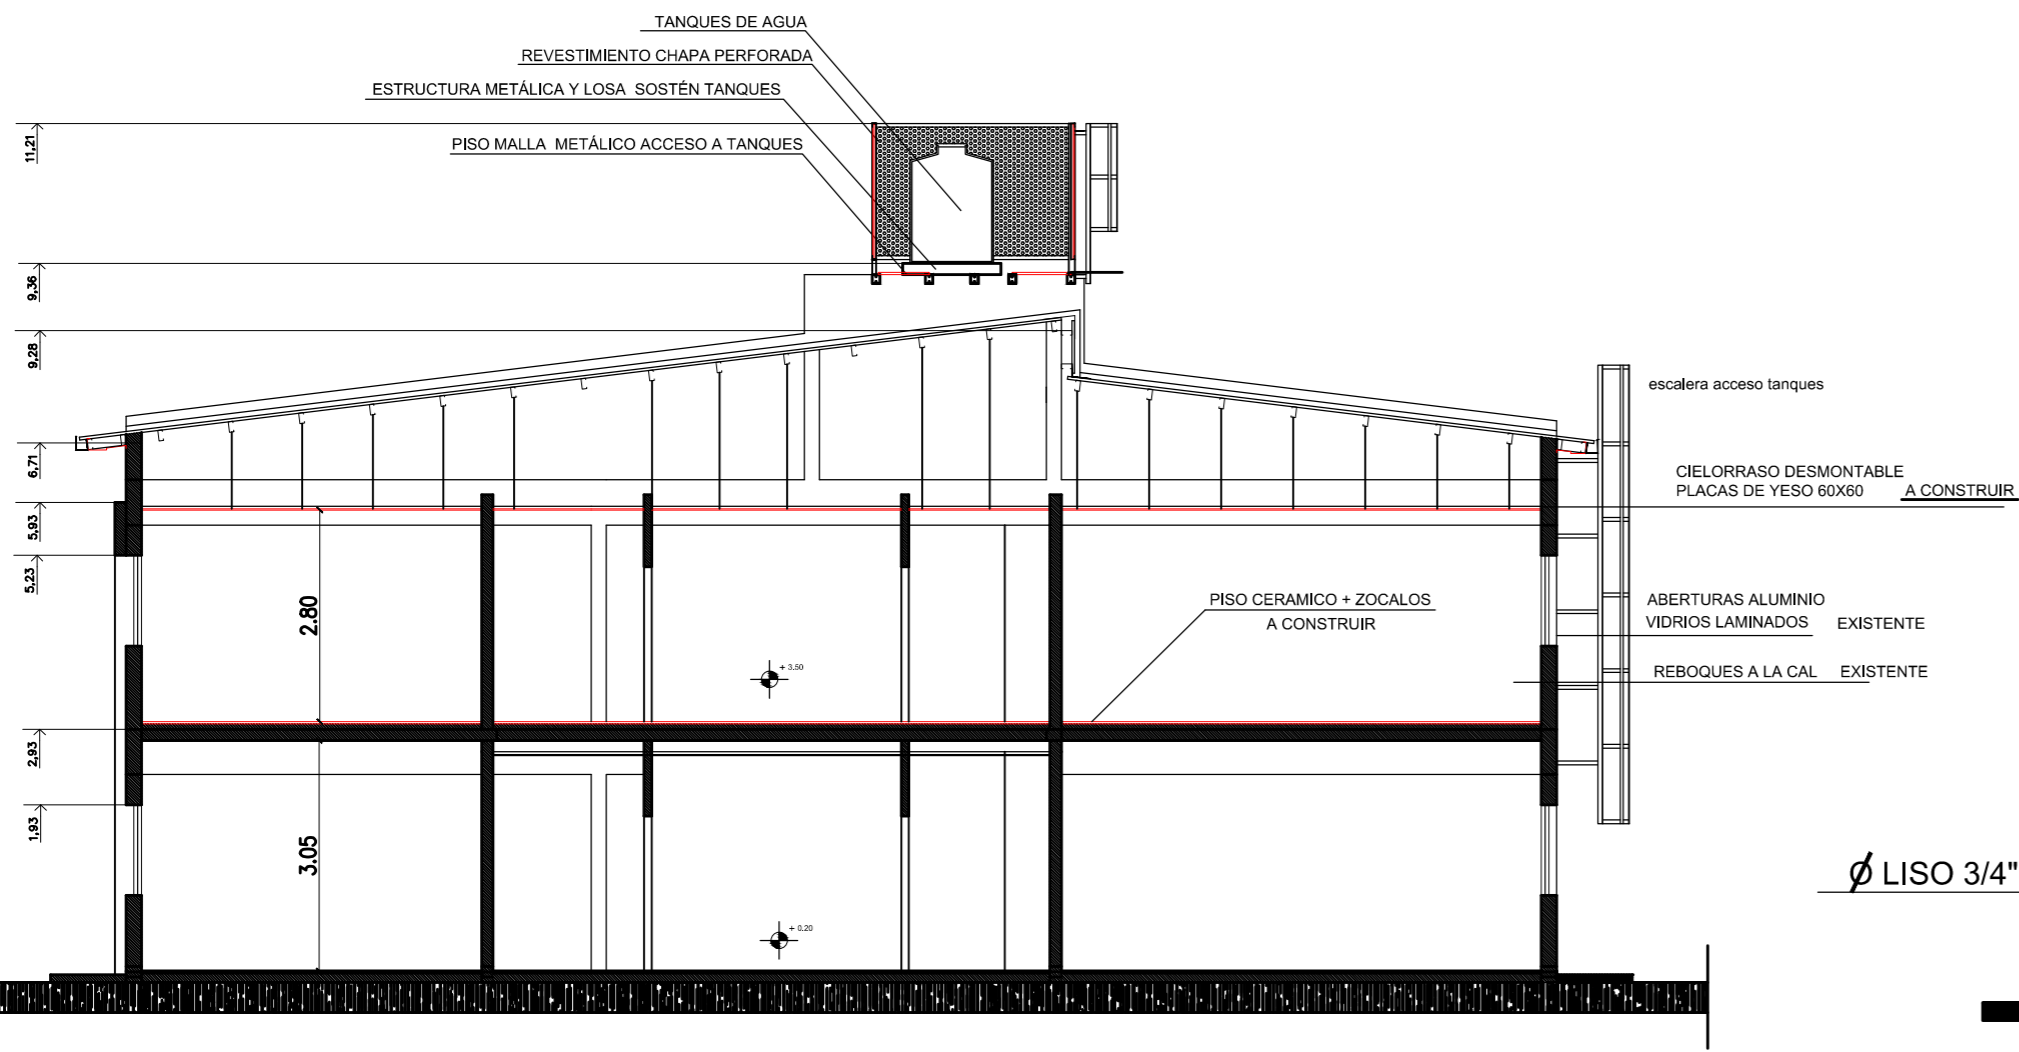 TANQUES DE AGUA
REVESTIMIENTO CHAPA PERFORADA
ESTRUCTURA METÁLICA Y LOSA SOSTÉN TANQUES
PISO MALLA METÁLICO ACCESO A TANQUES
11,21
9,36
9,28
6,71
5,93
5,23
2,93
1,93
escalera acceso tanques
CIELORRASO DESMONTABLE
PLACAS DE YESO 60X60 A CONSTRUIR
2.80
PISO CERAMICO + ZOCALOS
A CONSTRUIR
ABERTURAS ALUMINIO
VIDRIOS LAMINADOS EXISTENTE
+ 3.50
REBOQUES A LA CAL EXISTENTE
3.05
+ 0.20
Ø LISO 3/4"